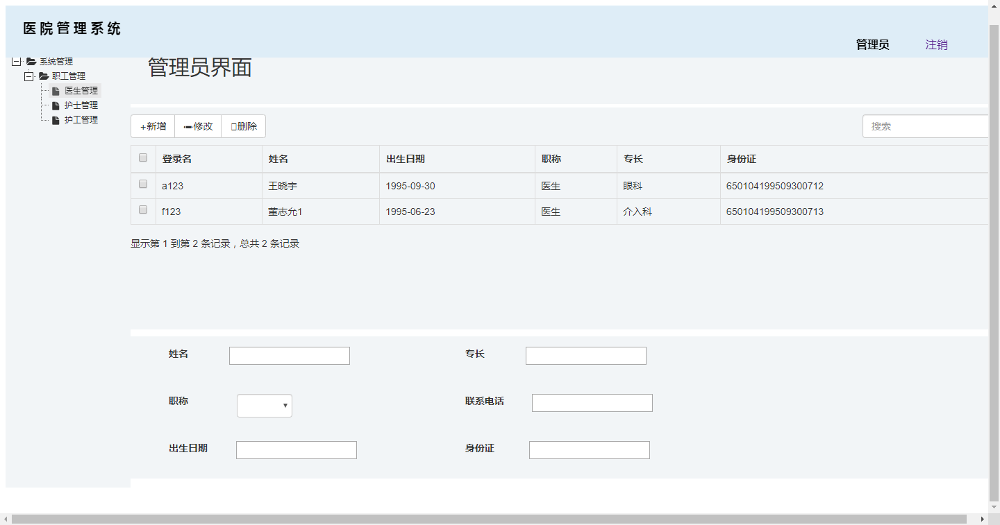 医院管理系统
管理员 注销
系统管理
职工管理
医生管理
护士管理
护工管理
管理员界面
+新增 修改 删除 搜索
登录名 姓名 出生日期 职称 专长 身份证
a123 王晓宇 1995-09-30 医生 眼科 650104199509300712
f123 董志允1 1995-06-23 医生 介入科 650104199509300713
显示第 1 到第 2 条记录，总共 2 条记录
姓名 专长
职称 联系电话
出生日期 身份证